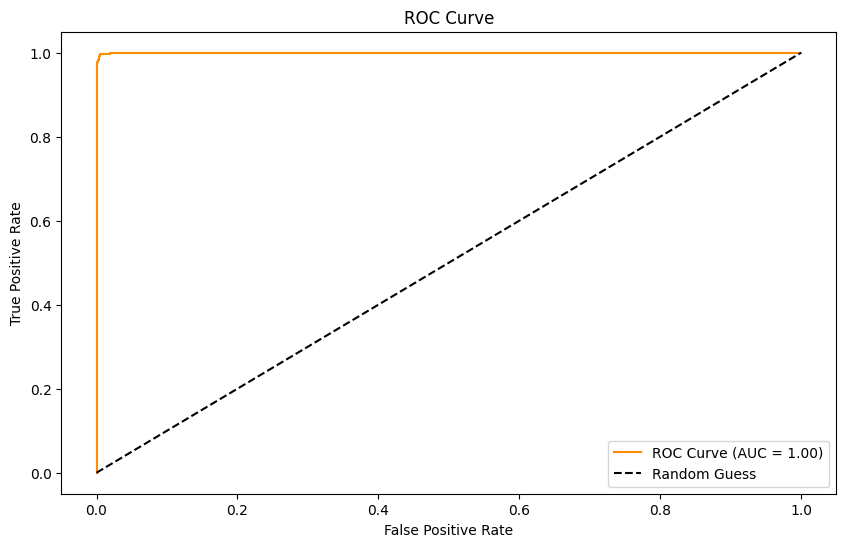 ROC Curve
True Positive Rate
1.0
0.8
0.6
0.4
0.2
0.0
0.0 0.2 0.4 0.6 0.8 1.0
False Positive Rate
ROC Curve (AUC = 1.00)
Random Guess